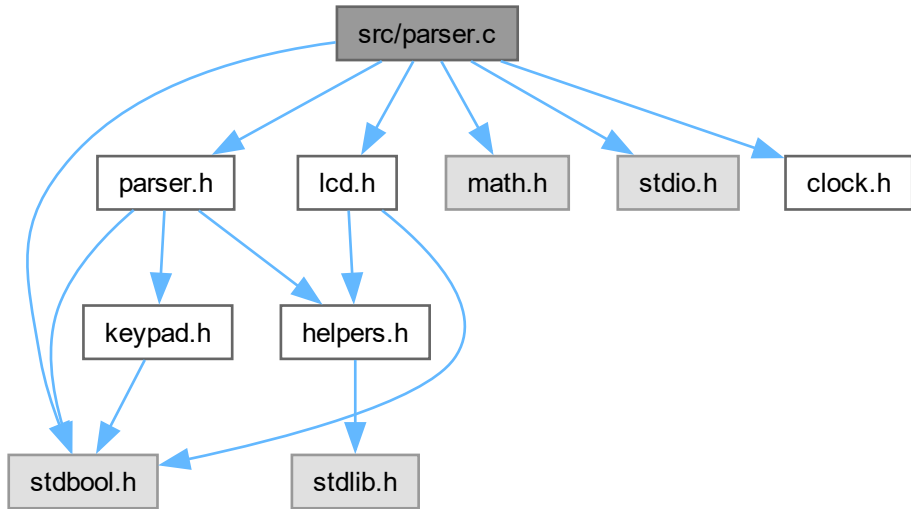 src/parser.c
parser.h
lcd.h
math.h
stdio.h
clock.h
keypad.h
helpers.h
stdbool.h
stdlib.h